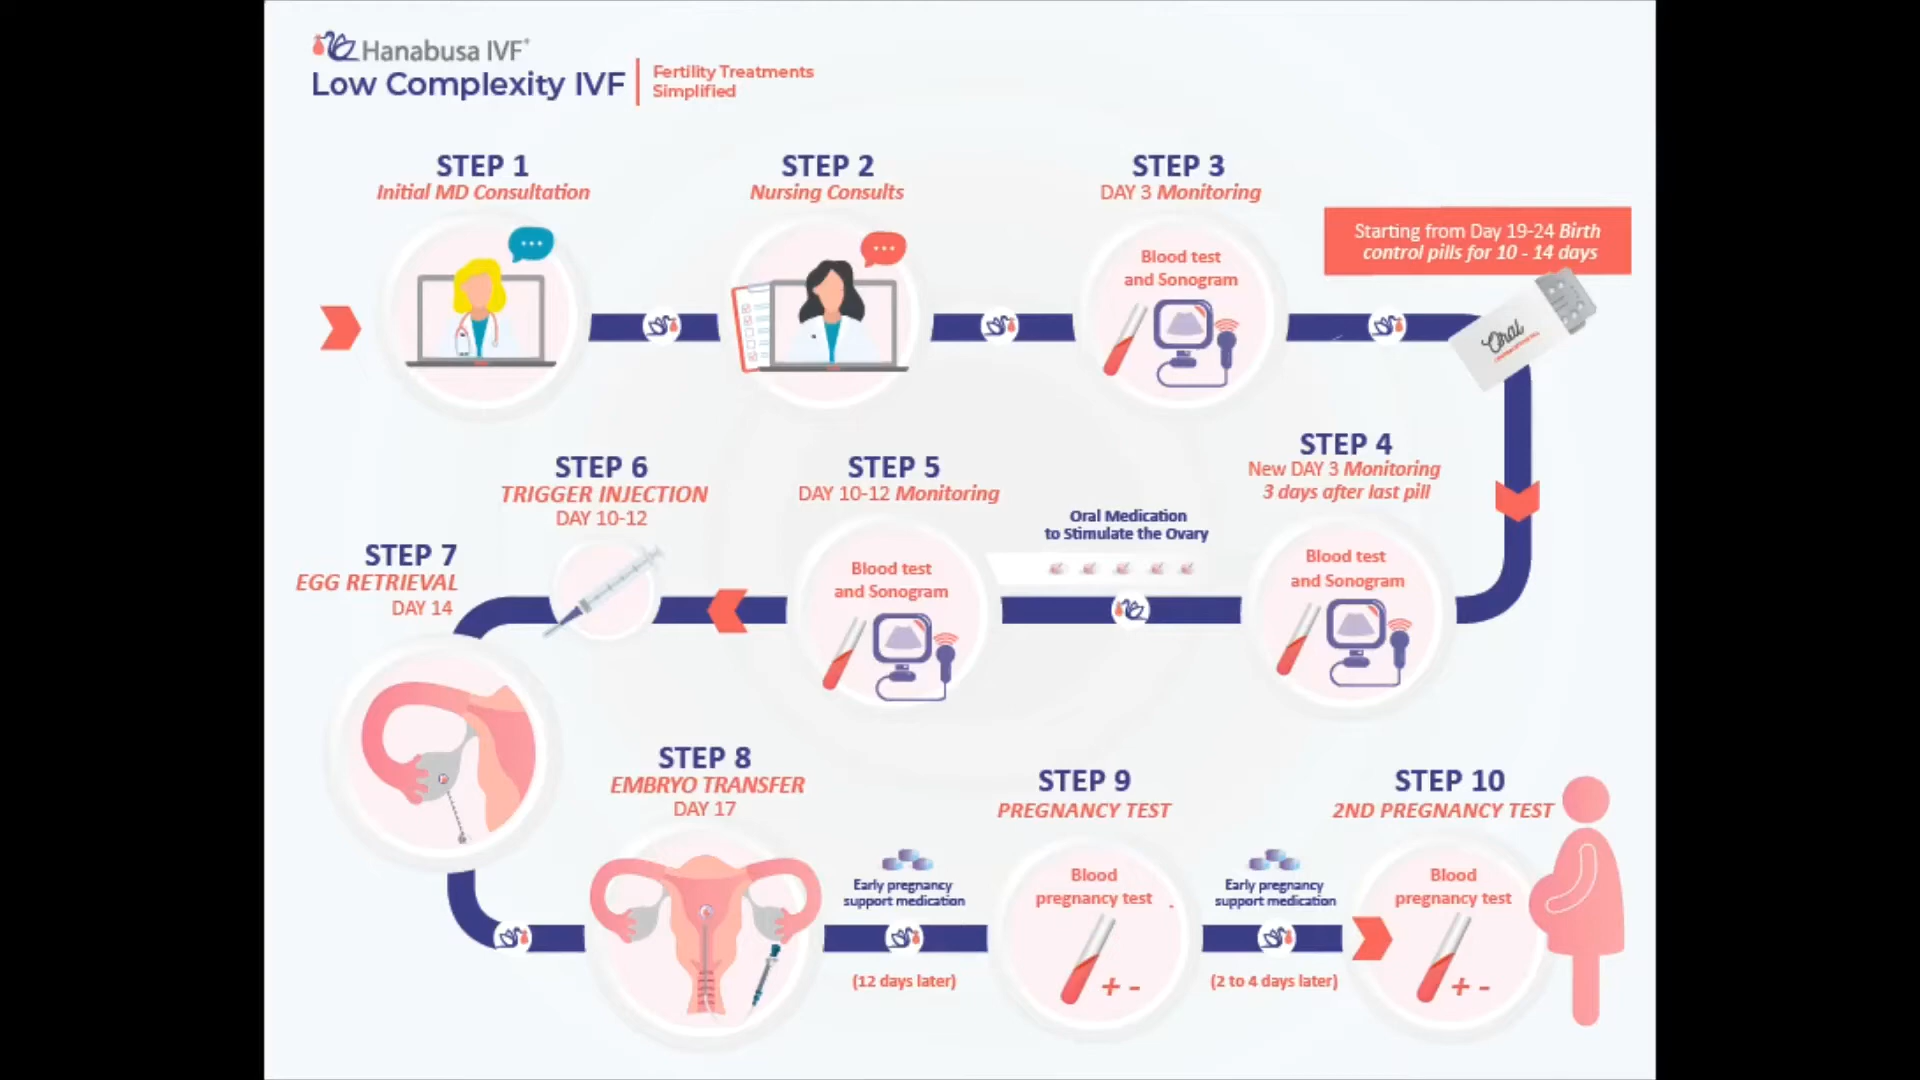 Hanabusa IVF
Low Complexity IVF
Fertility Treatments
Simplified
STEP 1
Initial MD Consultation
STEP 2
Nursing Consults
STEP 3
DAY 3 Monitoring
Blood test
and Sonogram
Starting from Day 19-24 Birth
control pills for 10 - 14 days
Oral
STEP 4
New DAY 3 Monitoring
3 days after last pill
Blood test
and Sonogram
Oral Medication
to Stimulate the Ovary
STEP 5
DAY 10-12 Monitoring
Blood test
and Sonogram
STEP 6
TRIGGER INJECTION
DAY 10-12
STEP 7
EGG RETRIEVAL
DAY 14
STEP 8
EMBRYO TRANSFER
DAY 17
Early pregnancy
support medication
(12 days later)
STEP 9
PREGNANCY TEST
Blood
pregnancy test
+ -
Early pregnancy
support medication
(2 to 4 days later)
STEP 10
2ND PREGNANCY TEST
Blood
pregnancy test
+ -